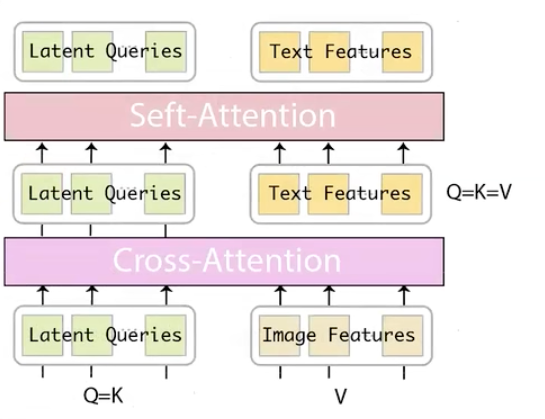 Latent Queries Text Features
Seft-Attention
Latent Queries Text Features Q=K=V
Cross-Attention
Latent Queries Image Features
Q=K V